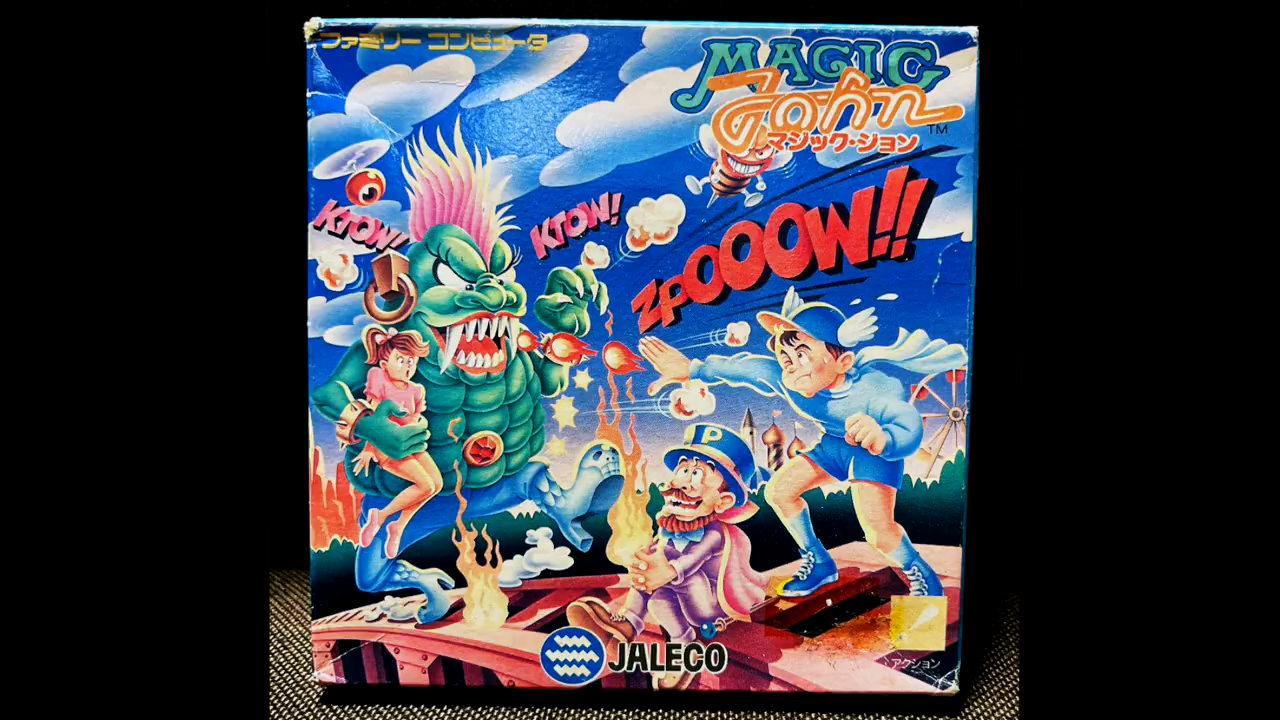 ファミリー コンピュータ
MAGIC
John
TM
マジック・ジョン
KTOW!
KTOW!
ZPOOOW!!
P
JALECO
アクション